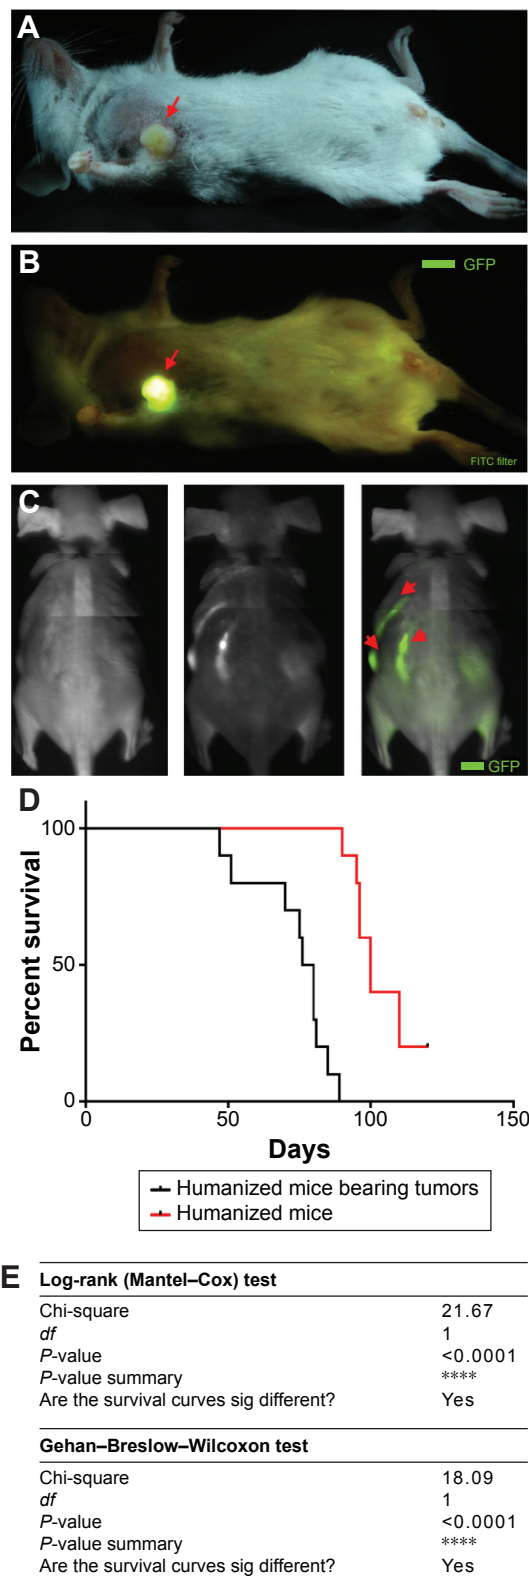 A
B
GFP
FITC filter
C
GFP
D
100
50
0
Percent survival
0 50 100 150
Days
Humanized mice bearing tumors
Humanized mice
E
Log-rank (Mantel–Cox) test
Chi-square 21.67
df 1
P-value <0.0001
P-value summary ****
Are the survival curves sig different? Yes
Gehan–Breslow–Wilcoxon test
Chi-square 18.09
df 1
P-value <0.0001
P-value summary ****
Are the survival curves sig different? Yes